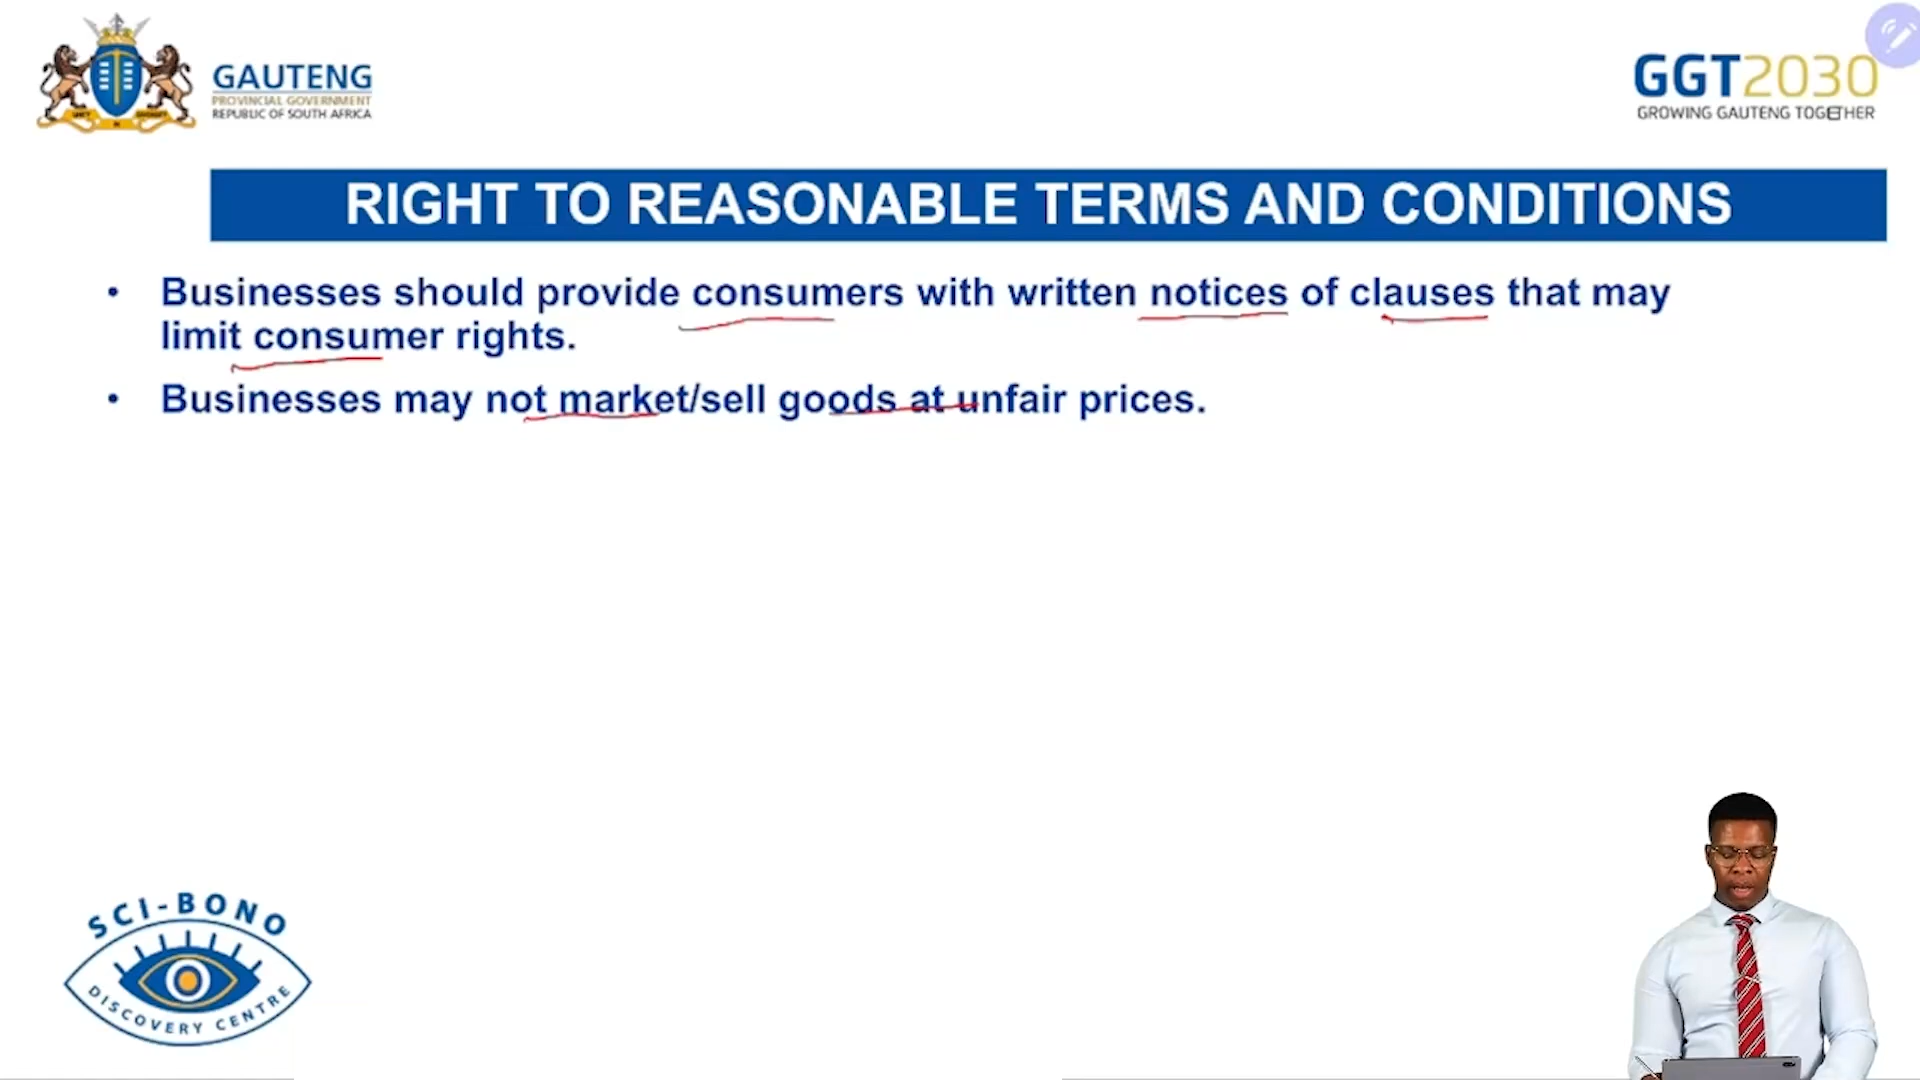 GAUTENG
PROVINCIAL GOVERNMENT
REPUBLIC OF SOUTH AFRICA
GGT2030
GROWING GAUTENG TOGETHER
RIGHT TO REASONABLE TERMS AND CONDITIONS
• Businesses should provide consumers with written notices of clauses that may
limit consumer rights.
• Businesses may not market/sell goods at unfair prices.
SCI-BONO
DISCOVERY CENTRE